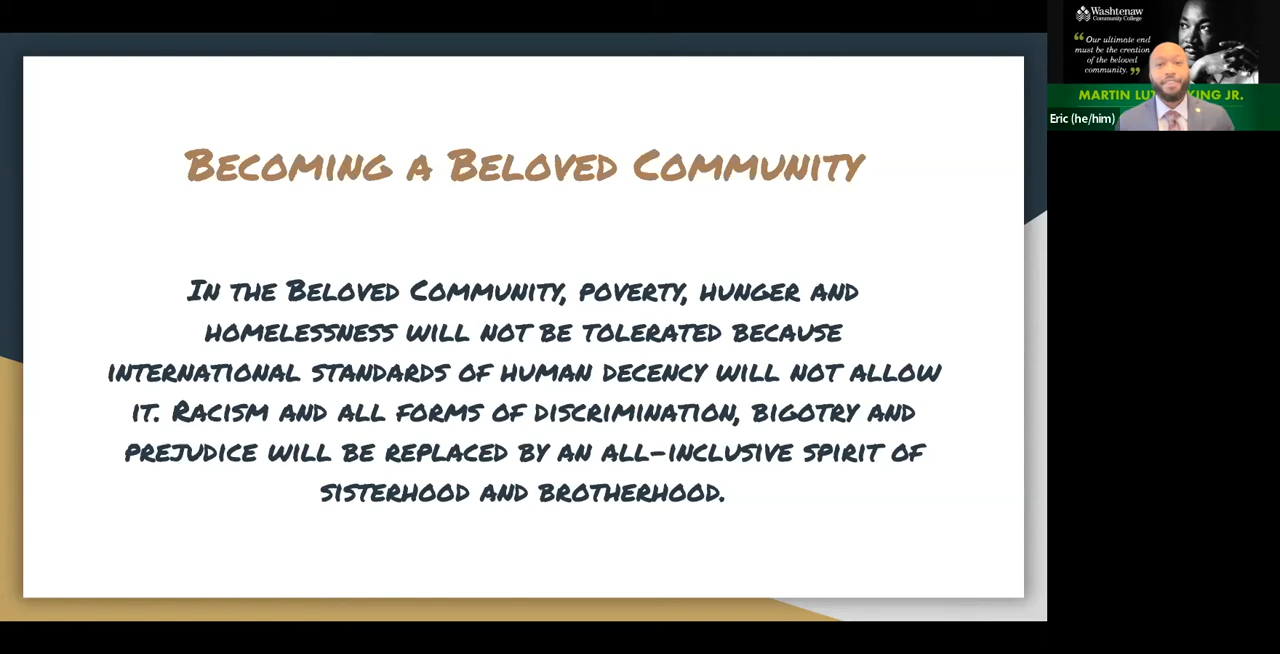 Becoming a Beloved Community
In the Beloved Community, poverty, hunger and
homelessness will not be tolerated because
international standards of human decency will not allow
it. Racism and all forms of discrimination, bigotry and
prejudice will be replaced by an all-inclusive spirit of
sisterhood and brotherhood.
Washtenaw
Community College
“Our ultimate end
must be the creation
of the beloved
community.”
MARTIN LUT KING JR.
Eric (he/him)